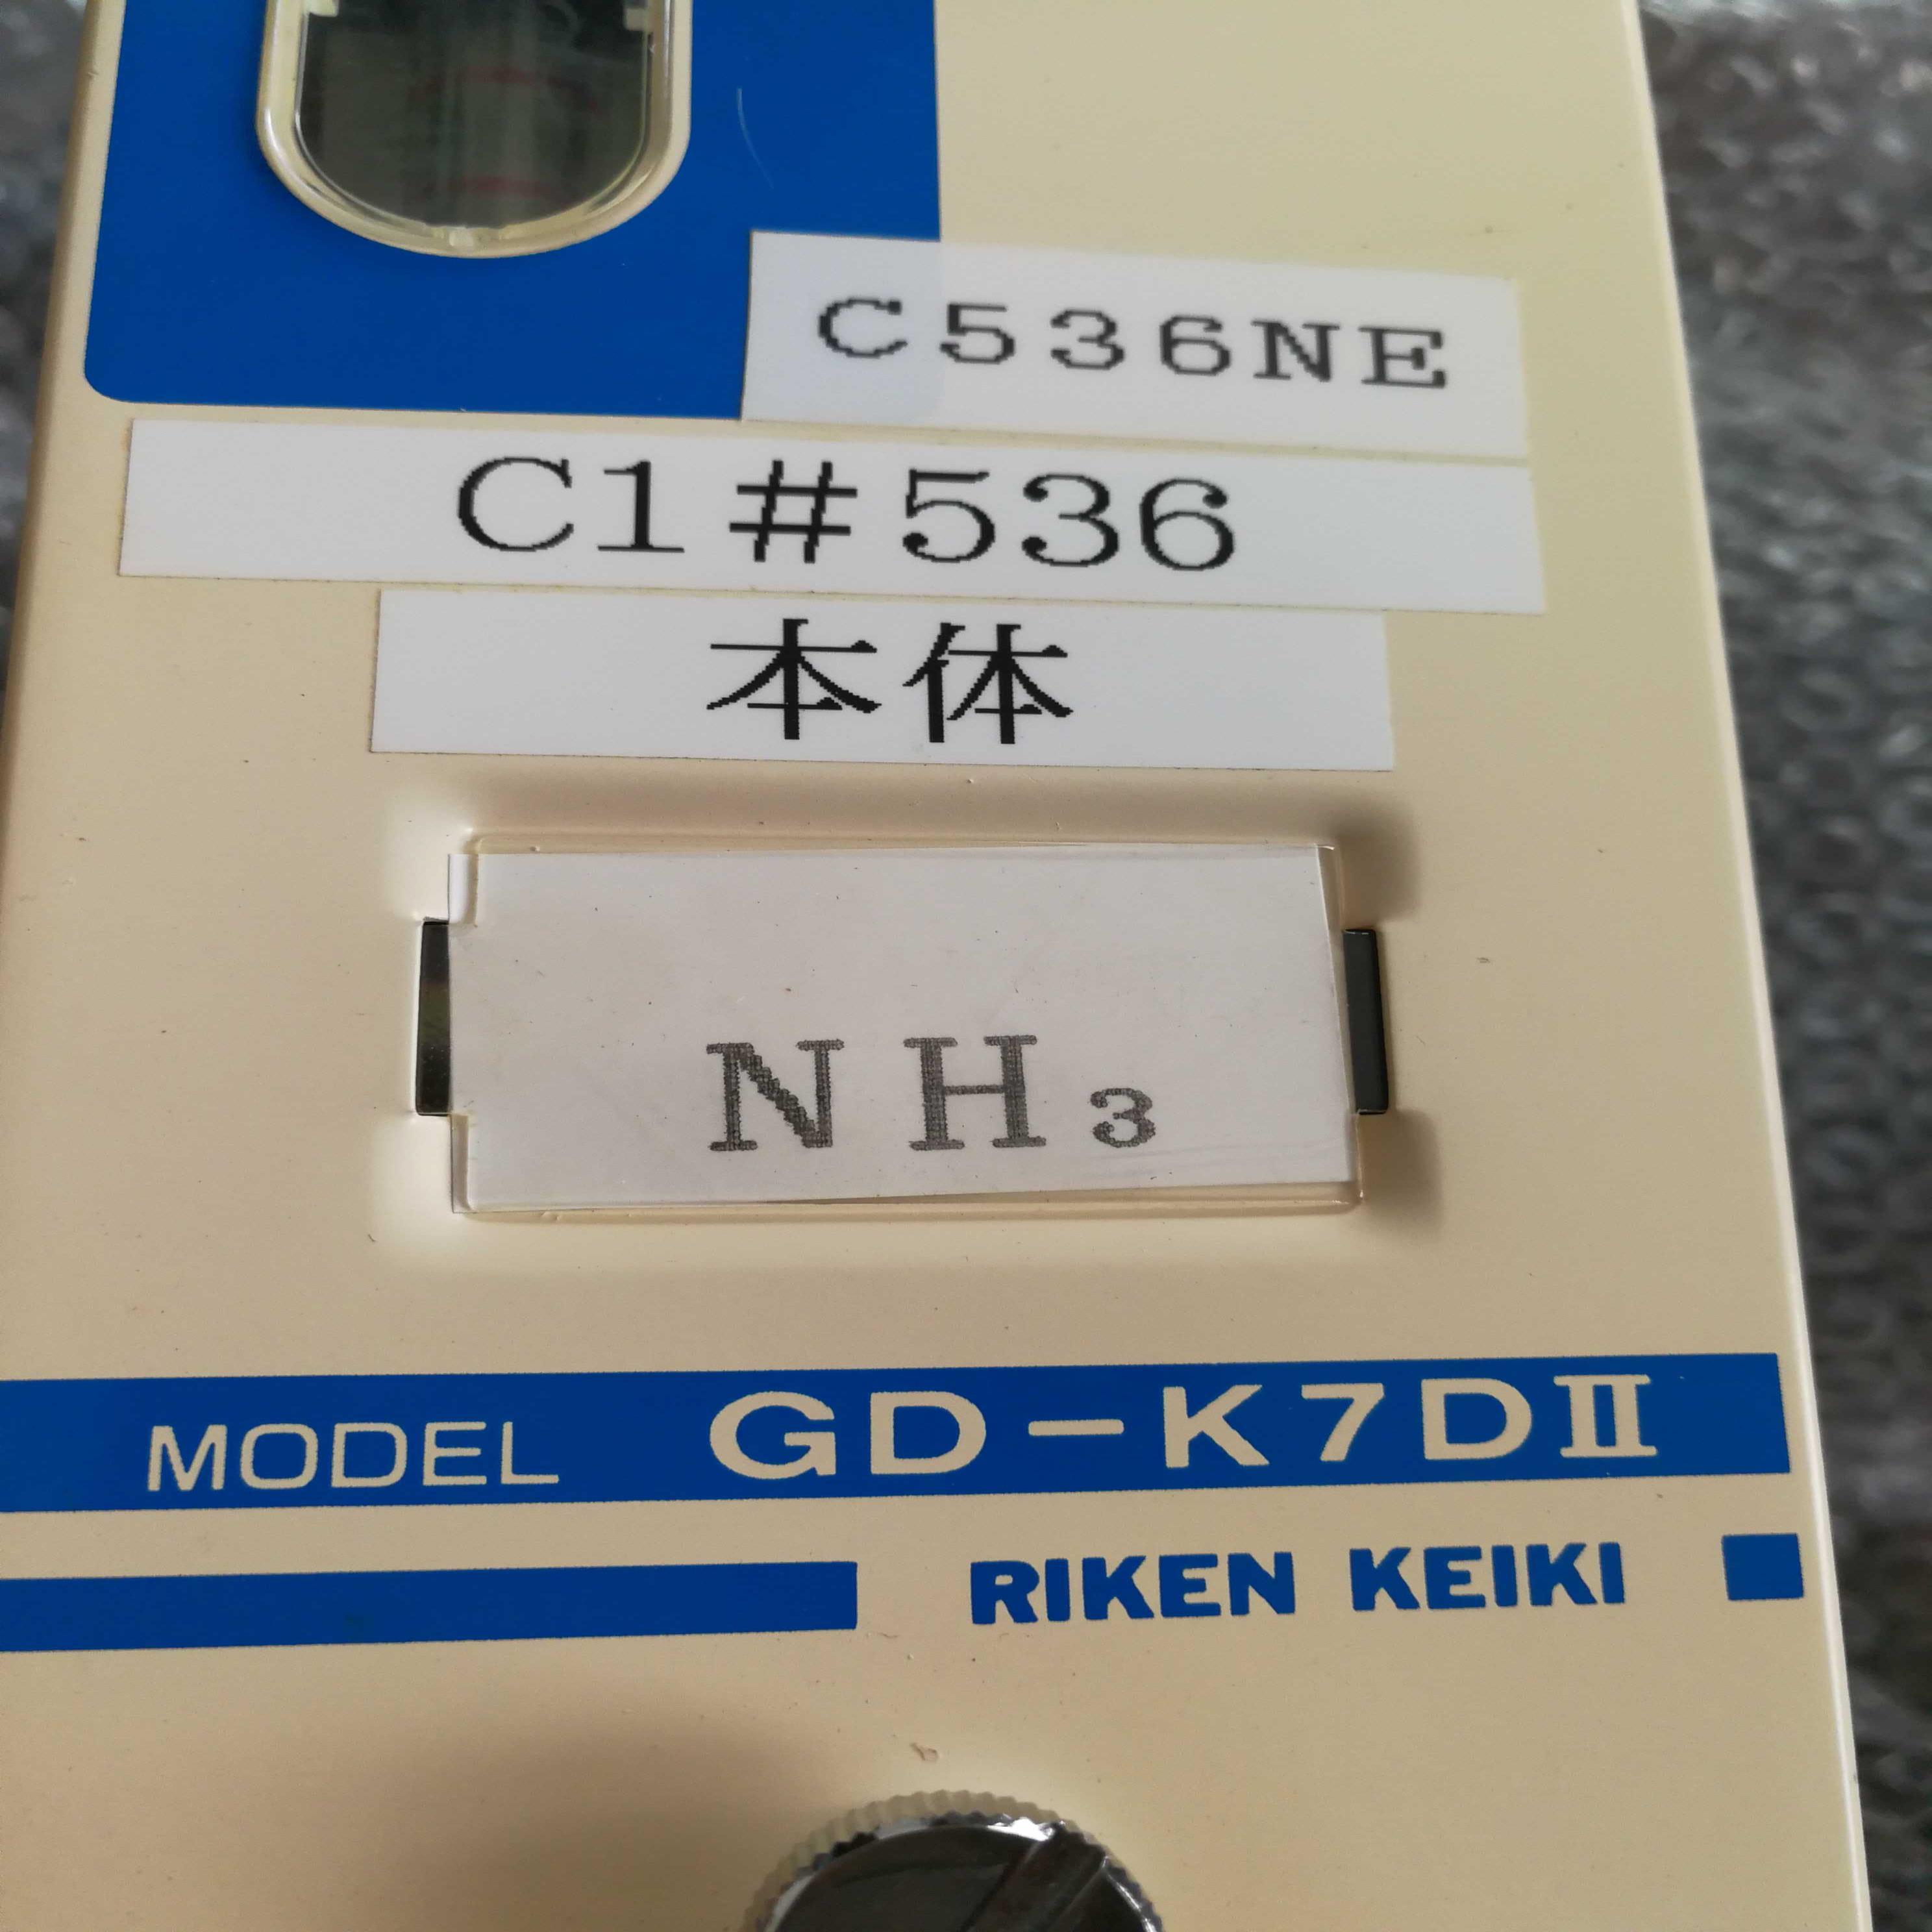 C536NE
C1#536
本体
NH₃
MODEL GD-K7DⅡ
RIKEN KEIKI